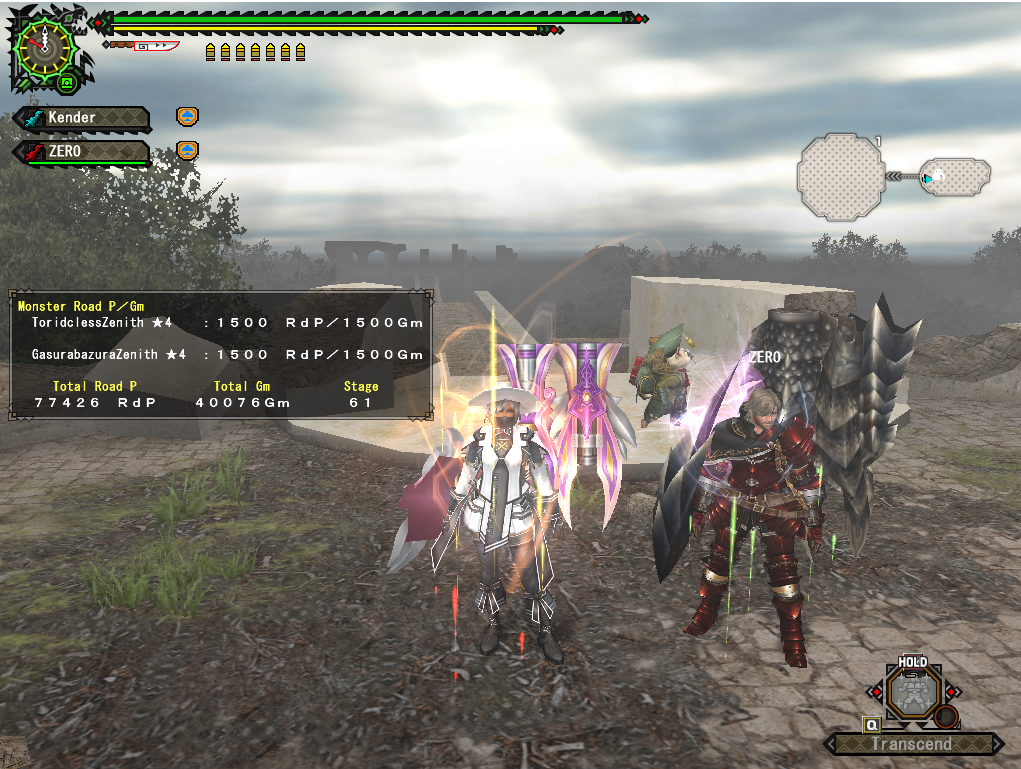 Kender
ZERO
1
Monster Road P／Gm
ToridclessZenith ★4 : 1500 RdP/1500Gm
GasurabazuraZenith ★4 : 1500 RdP/1500Gm
Total Road P Total Gm Stage
77426 RdP 40076Gm 61
ZERO
HOLD
Q
Transcend